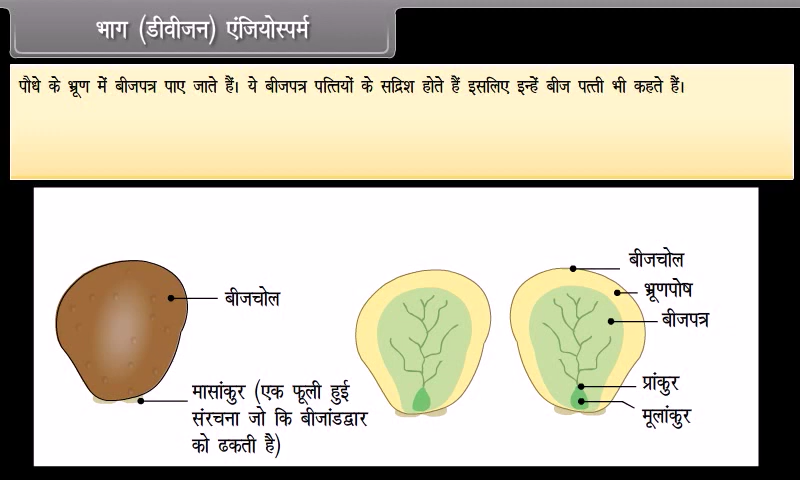 भाग (डीवीजन) एंजियोस्पर्म
पौधे के भ्रूण में बीजपत्र पाए जाते हैं। ये बीजपत्र पत्तियों के सद्रिश होते हैं इसलिए इन्हें बीज पत्ती भी कहते हैं।
बीजचोल
मासांकुर (एक फूली हुई
संरचना जो कि बीजांडद्वार
को ढकती है)
बीजचोल
भ्रूणपोष
बीजपत्र
प्रांकुर
मूलांकुर